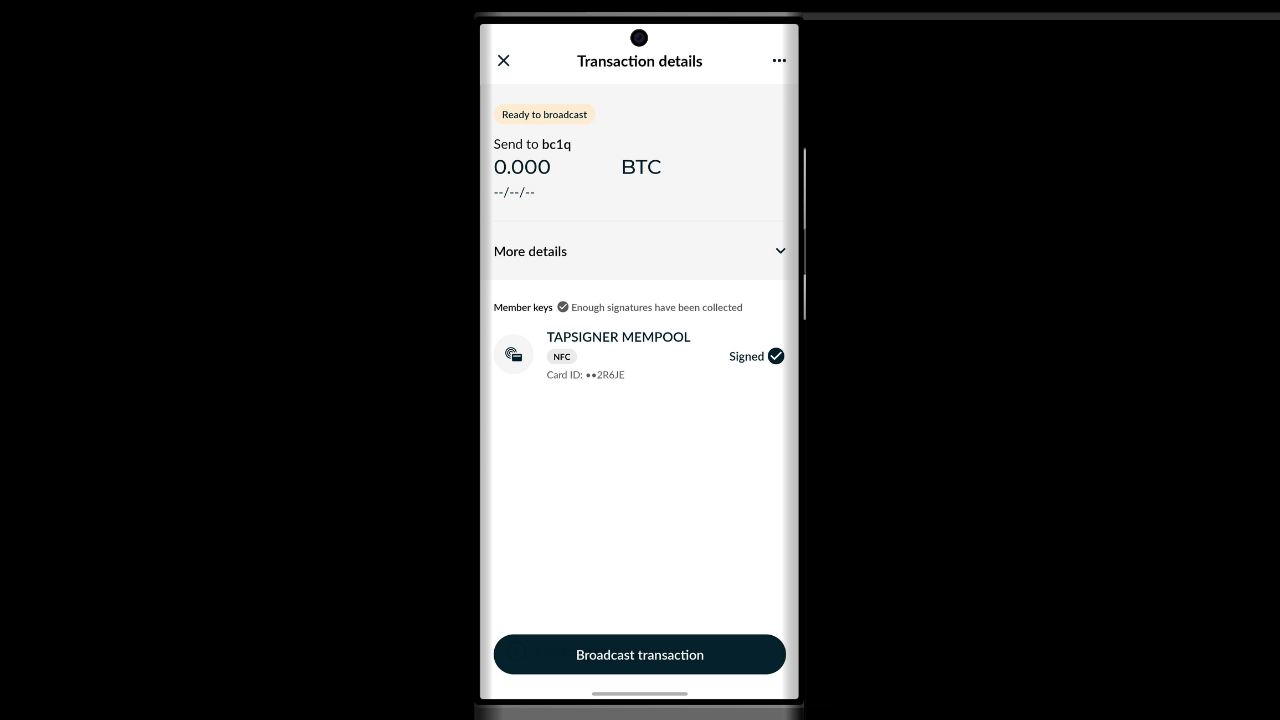 Transaction details
Ready to broadcast
Send to bc1q
0.000 BTC
--/--/--
More details
Member keys Enough signatures have been collected
TAPSIGNER MEMPOOL
NFC
Signed
Card ID: ••2R6JE
Broadcast transaction